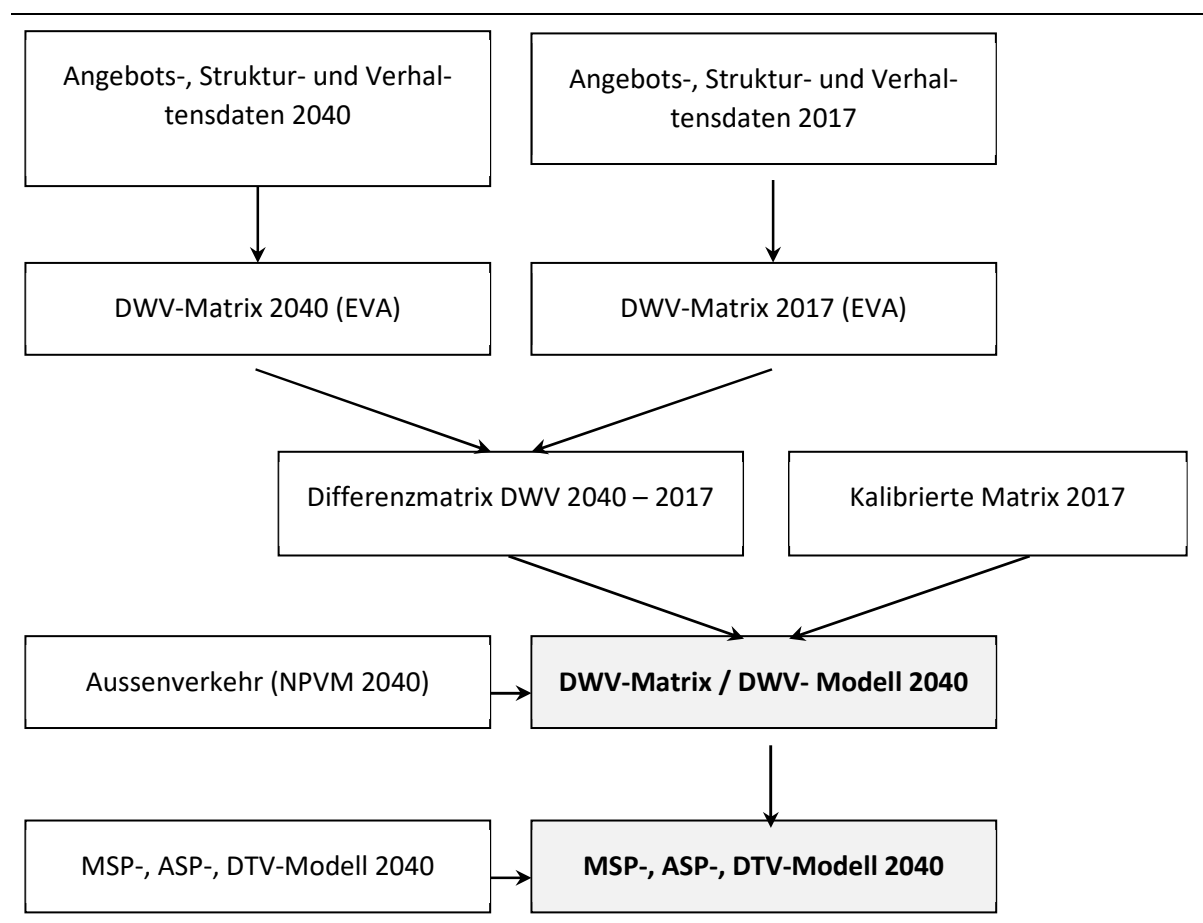 Angebots-, Struktur- und Verhal-
tensdaten 2040
Angebots-, Struktur- und Verhal-
tensdaten 2017
DWV-Matrix 2040 (EVA)
DWV-Matrix 2017 (EVA)
Differenzmatrix DWV 2040 – 2017
Kalibrierte Matrix 2017
Aussenverkehr (NPVM 2040)
DWV-Matrix / DWV- Modell 2040
MSP-, ASP-, DTV-Modell 2040
MSP-, ASP-, DTV-Modell 2040